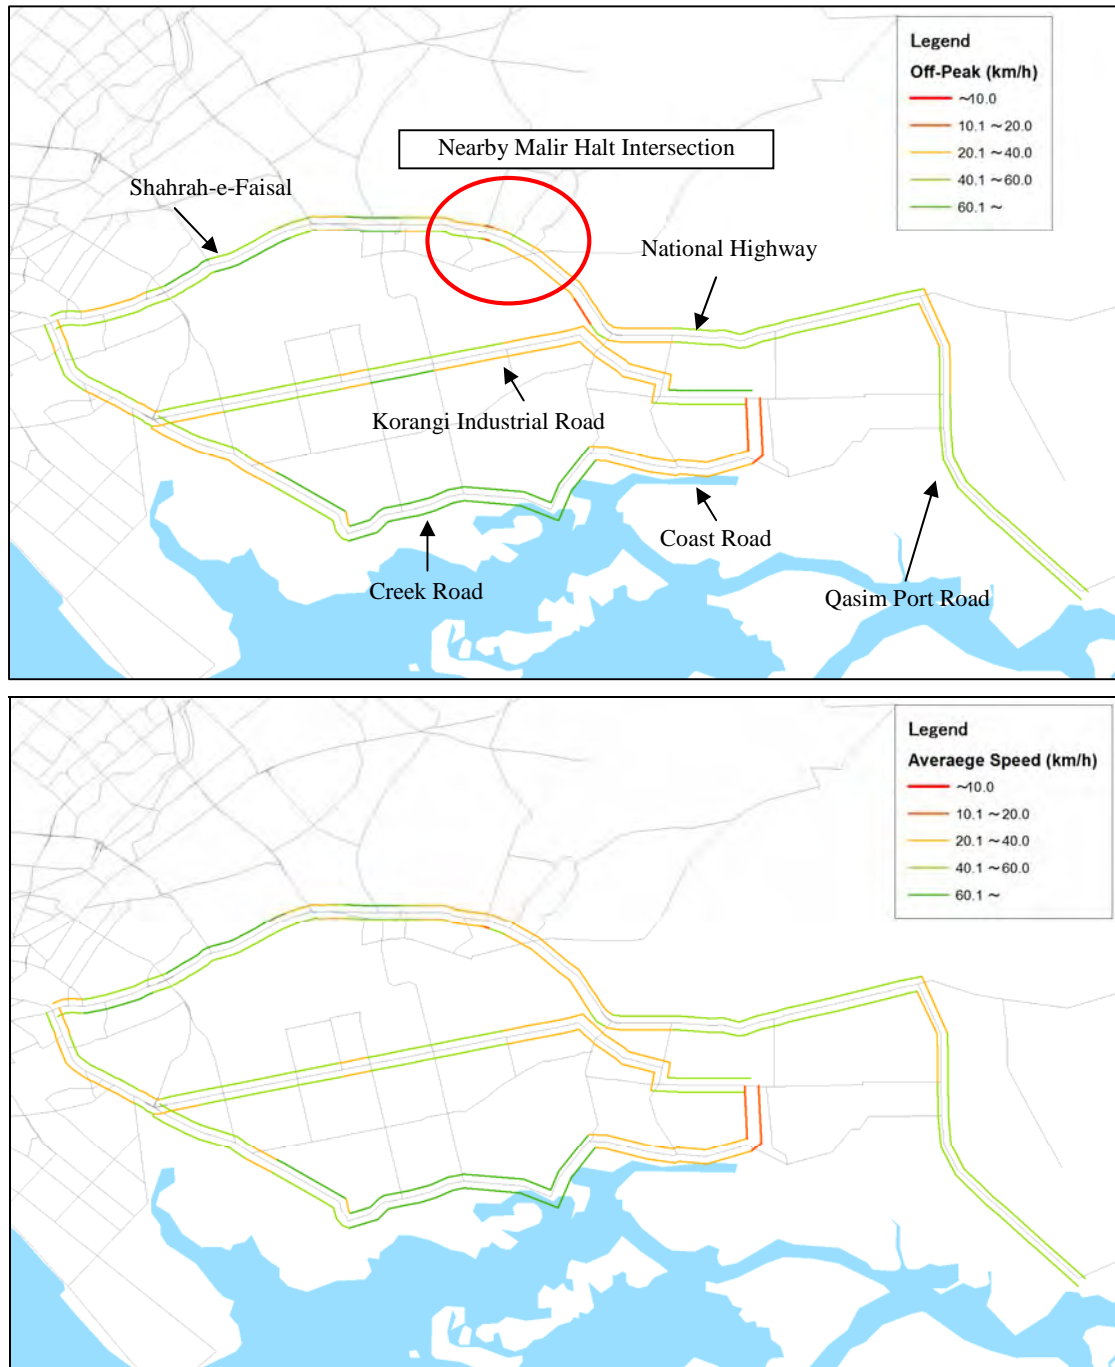 Legend
Off-Peak (km/h)
~10.0
10.1 ~20.0
20.1 ~40.0
40.1 ~60.0
60.1 ~
Nearby Malir Halt Intersection
Shahrah-e-Faisal
National Highway
Korangi Industrial Road
Coast Road
Creek Road
Qasim Port Road
Legend
Averaege Speed (km/h)
~10.0
10.1 ~20.0
20.1 ~40.0
40.1 ~60.0
60.1 ~